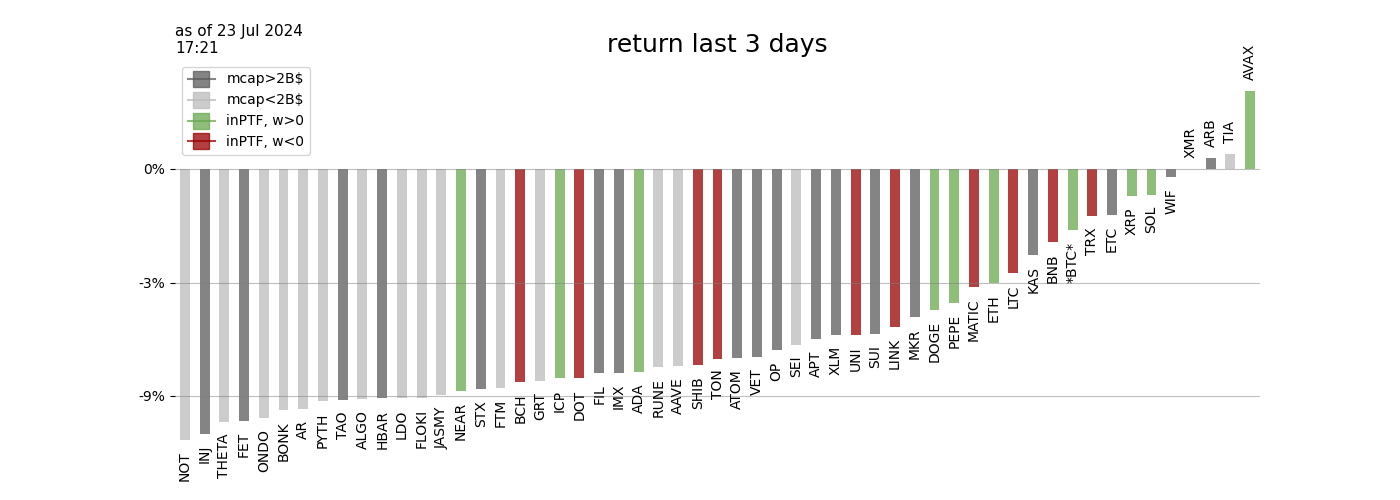 as of 23 Jul 2024
17:21
return last 3 days
mcap>2B$
mcap<2B$
inPTF, w>0
inPTF, w<0
0%
-3%
-9%
NOT
INJ
THETA
FET
ONDO
BONK
AR
PYTH
TAO
ALGO
HBAR
LDO
FLOKI
JASMY
NEAR
STX
FTM
BCH
GRT
ICP
DOT
FIL
IMX
ADA
RUNE
AAVE
SHIB
TON
ATOM
VET
OP
SEI
APT
XLM
UNI
SUI
LINK
MKR
DOGE
PEPE
MATIC
ETH
LTC
KAS
BNB
*BTC*
TRX
ETC
XRP
SOL
WIF
XMR
ARB
TIA
AVAX